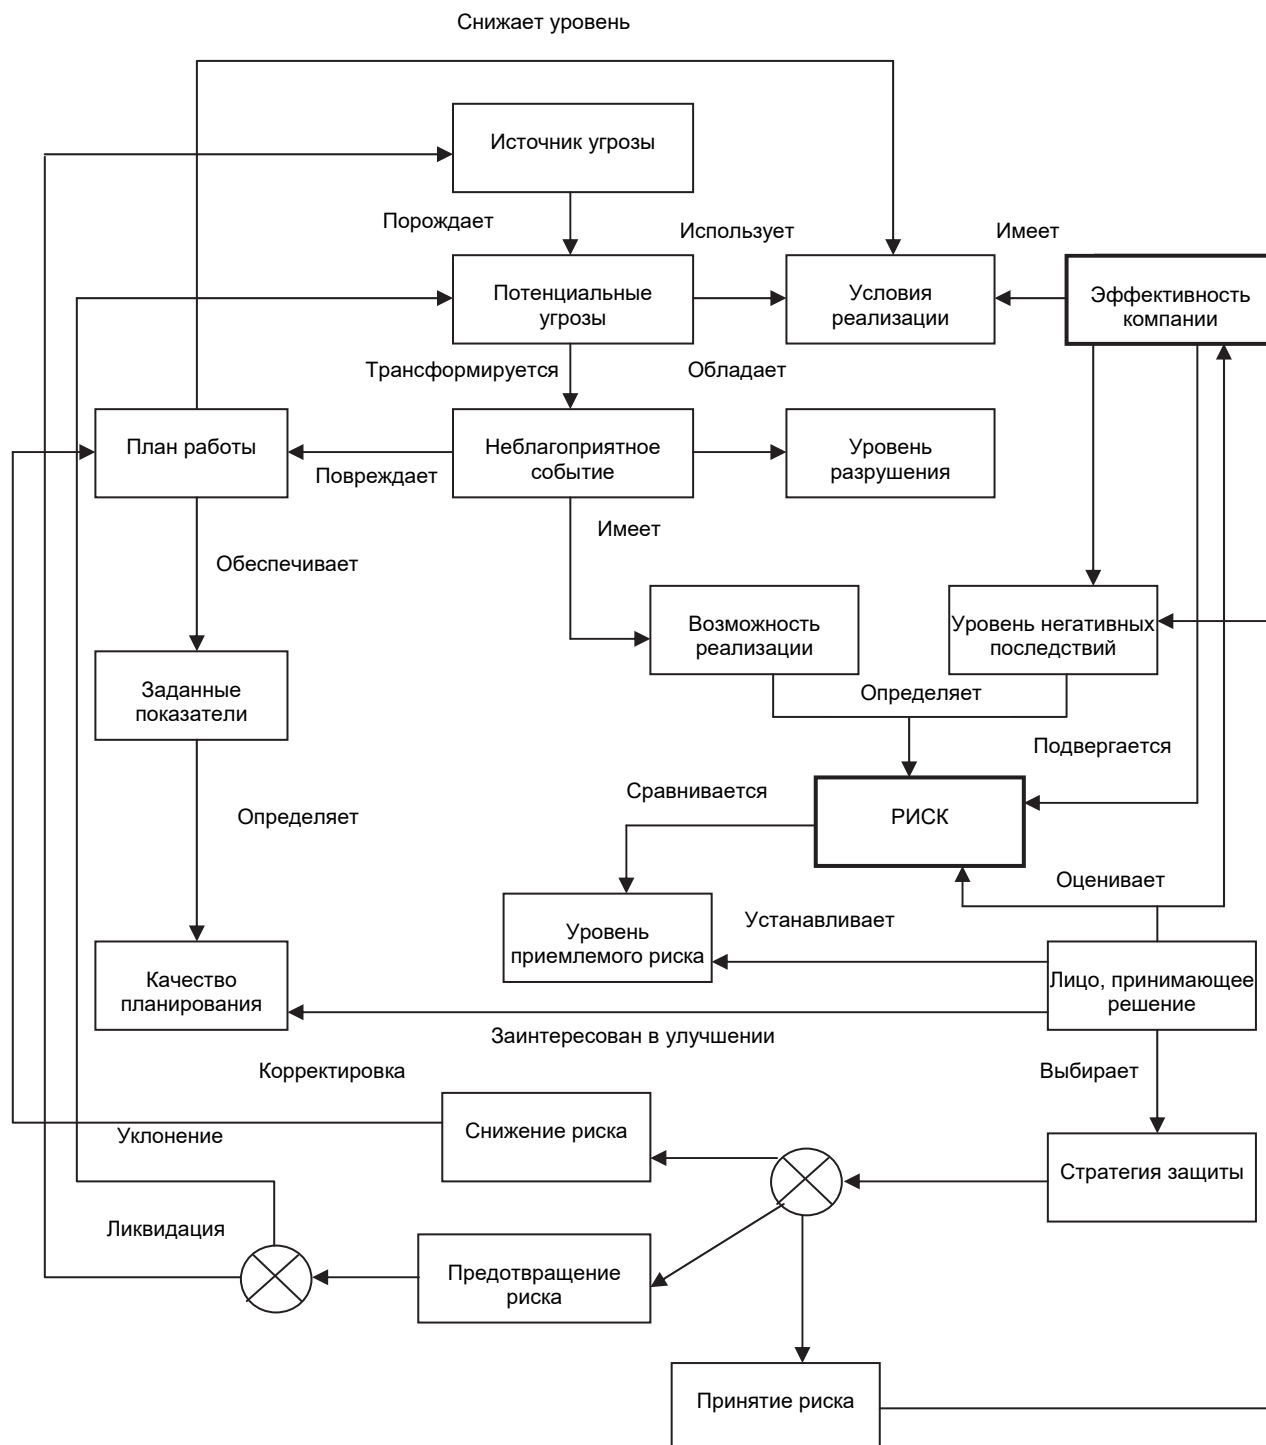 Снижает уровень
Источник угрозы
Порождает
Использует
Имеет
Потенциальные
угрозы
Условия
реализации
Эффективность
компании
Трансформируется
Обладает
План работы
Неблагоприятное
событие
Уровень
разрушения
Повреждает
Имеет
Обеспечивает
Возможность
реализации
Уровень негативных
последствий
Заданные
показатели
Определяет
Подвергается
Сравнивается
Определяет
РИСК
Оценивает
Устанавливает
Уровень
приемлемого риска
Качество
планирования
Лицо, принимающее
решение
Заинтересован в улучшении
Корректировка
Выбирает
Снижение риска
Уклонение
Стратегия защиты
Ликвидация
Предотвращение
риска
Принятие риска